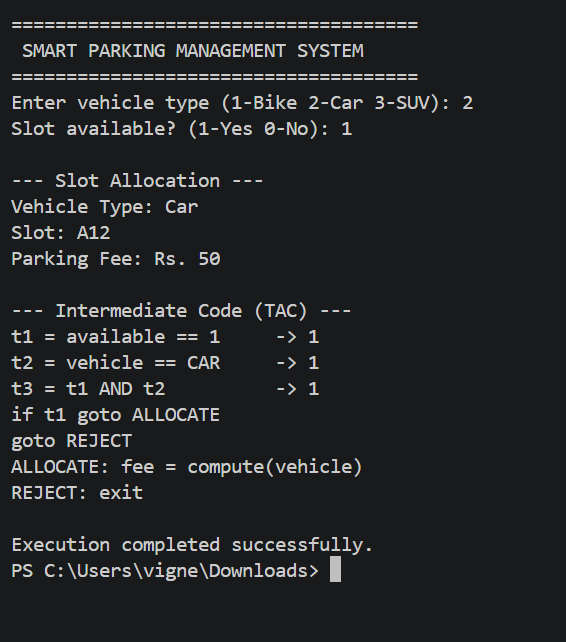 =====================================
SMART PARKING MANAGEMENT SYSTEM
=====================================
Enter vehicle type (1-Bike 2-Car 3-SUV): 2
Slot available? (1-Yes 0-No): 1

--- Slot Allocation ---
Vehicle Type: Car
Slot: A12
Parking Fee: Rs. 50

--- Intermediate Code (TAC) ---
t1 = available == 1     -> 1
t2 = vehicle == CAR     -> 1
t3 = t1 AND t2          -> 1
if t1 goto ALLOCATE
goto REJECT
ALLOCATE: fee = compute(vehicle)
REJECT: exit

Execution completed successfully.
PS C:\Users\vigne\Downloads>